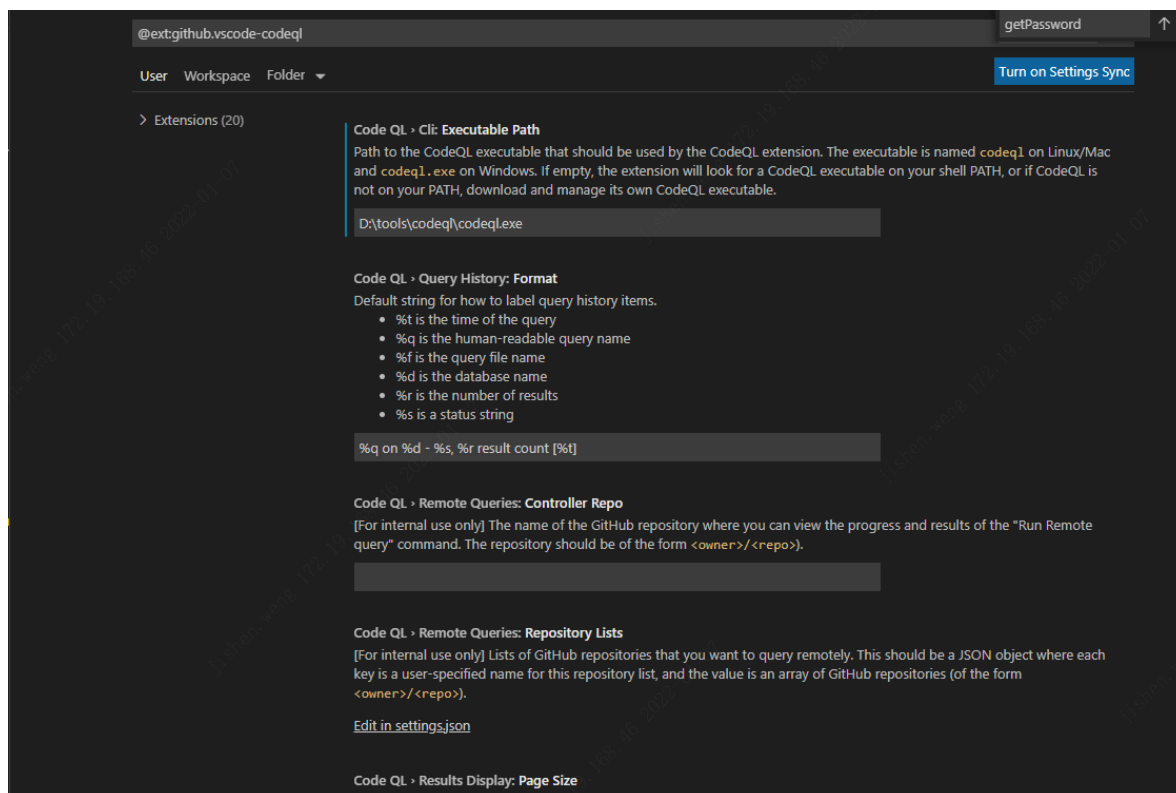 @ext:github.vscode-codeql
getPassword
User Workspace Folder
Turn on Settings Sync
Extensions (20)
Code QL › Cli: Executable Path
Path to the CodeQL executable that should be used by the CodeQL extension. The executable is named codeql on Linux/Mac
and codeql.exe on Windows. If empty, the extension will look for a CodeQL executable on your shell PATH, or if CodeQL is
not on your PATH, download and manage its own CodeQL executable.
D:\tools\codeql\codeql.exe
Code QL › Query History: Format
Default string for how to label query history items.
• %t is the time of the query
• %q is the human-readable query name
• %f is the query file name
• %d is the database name
• %r is the number of results
• %s is a status string
%q on %d - %s, %r result count [%t]
Code QL › Remote Queries: Controller Repo
[For internal use only] The name of the GitHub repository where you can view the progress and results of the "Run Remote
query" command. The repository should be of the form <owner>/<repo>).
Code QL › Remote Queries: Repository Lists
[For internal use only] Lists of GitHub repositories that you want to query remotely. This should be a JSON object where each
key is a user-specified name for this repository list, and the value is an array of GitHub repositories (of the form
<owner>/<repo>).
Edit in settings.json
Code QL › Results Display: Page Size